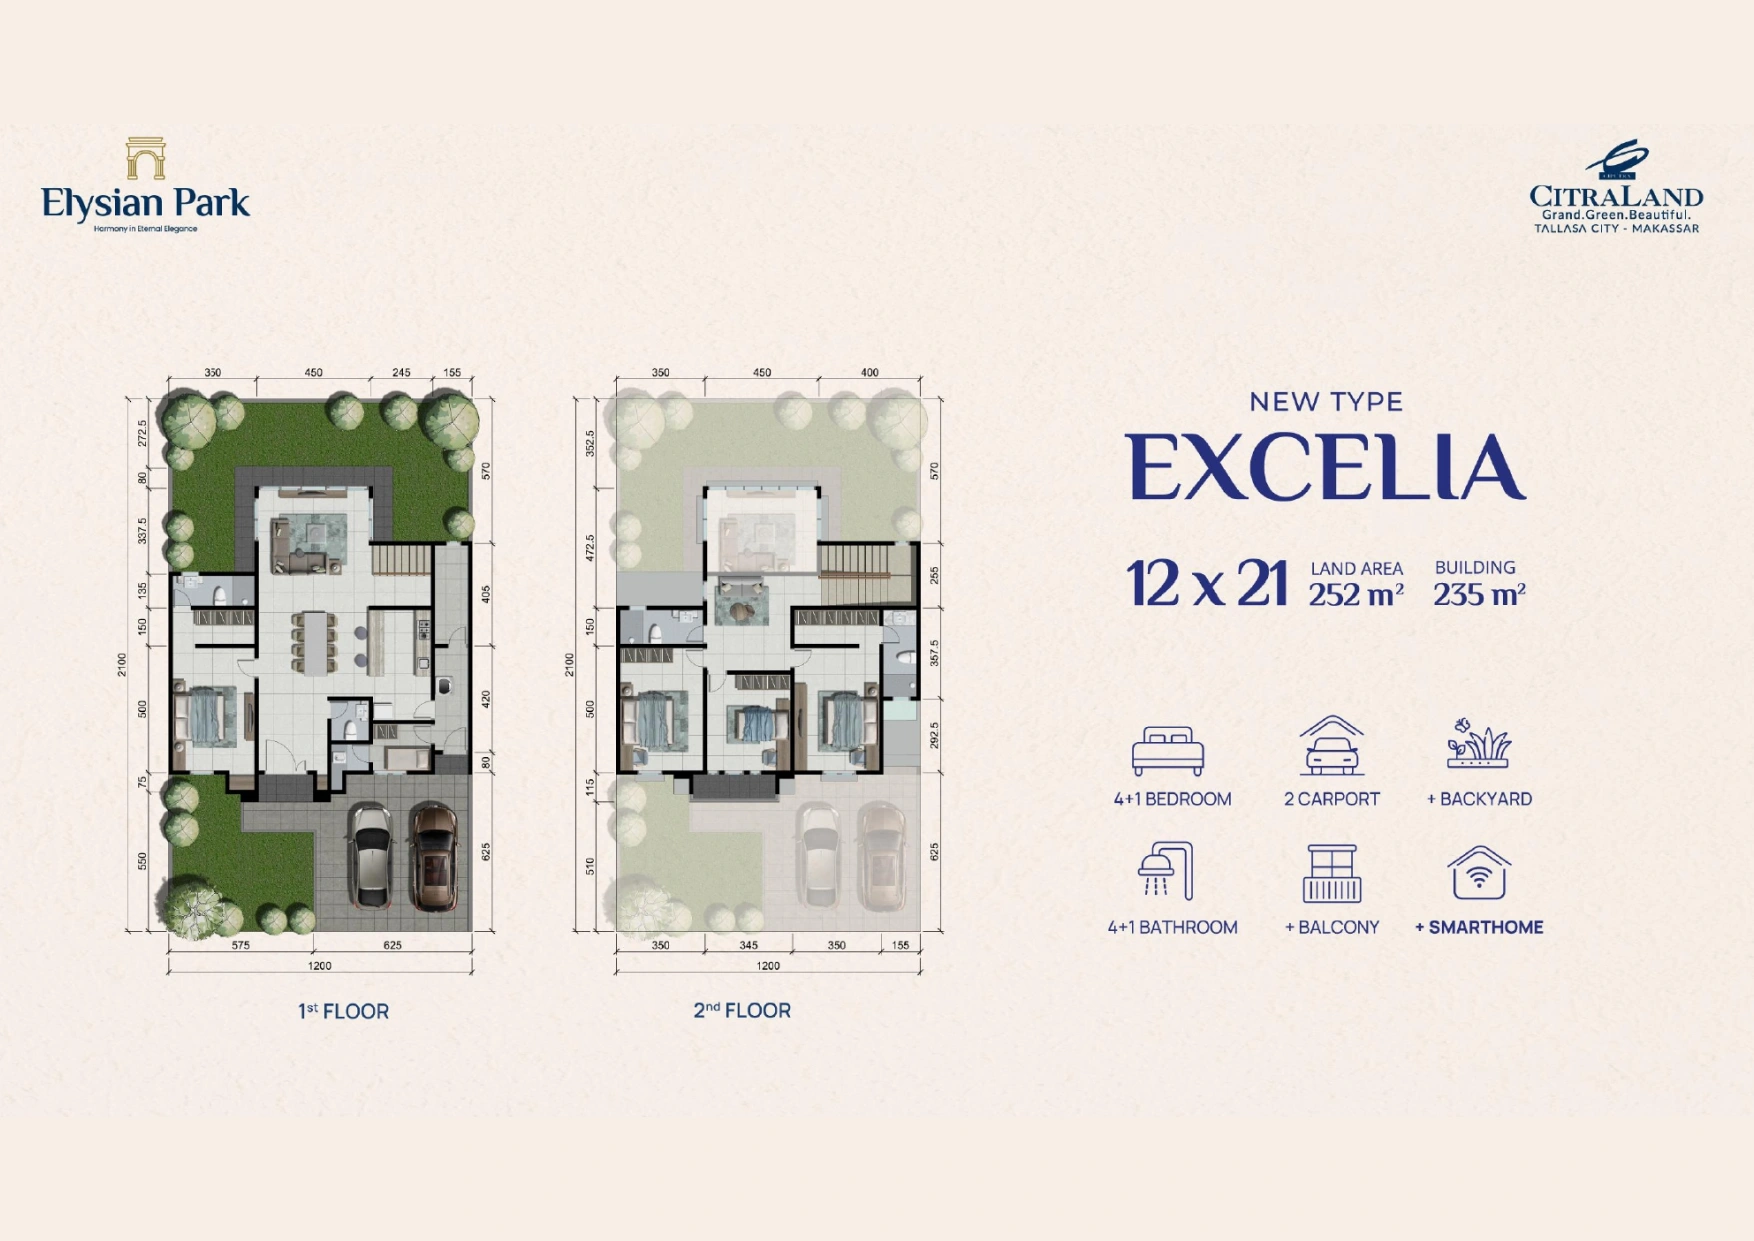 Elysian Park
Harmony in Eternal Elegance
CITRALAND
Grand.Green.Beautiful.
TALLASA CITY - MAKASSAR
350 450 245 155
272.5
80
337.5
135
150
500
75
550
2100
570
405
420
80
625
575 625
1200
1st FLOOR
350 450 400
352.5
472.5
150
500
115
510
2100
570
255
357.5
292.5
625
350 345 350 155
1200
2nd FLOOR
NEW TYPE
EXCELIA
12 x 21
LAND AREA
252 m²
BUILDING
235 m²
4+1 BEDROOM
2 CARPORT
+ BACKYARD
4+1 BATHROOM
+ BALCONY
+ SMARTHOME